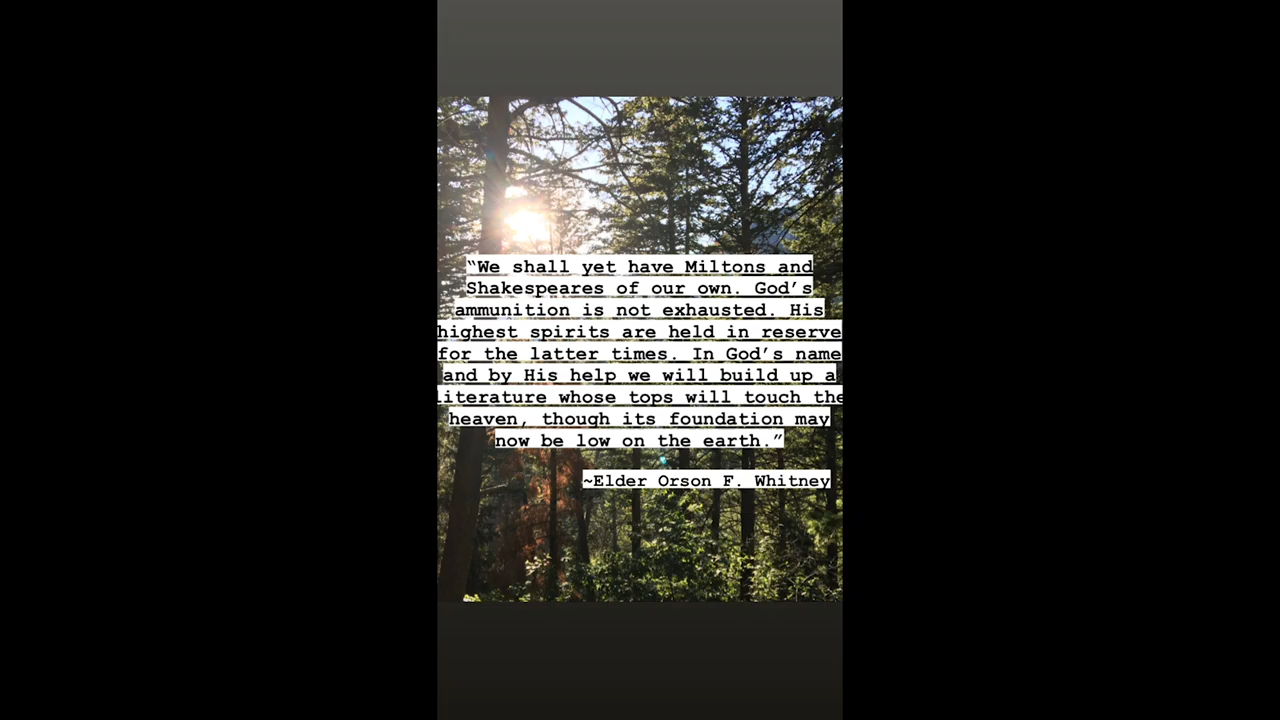 “We shall yet have Miltons and
Shakespeares of our own. God’s
ammunition is not exhausted. His
highest spirits are held in reserve
for the latter times. In God’s name
and by His help we will build up a
literature whose tops will touch the
heaven, though its foundation may
now be low on the earth.”
~Elder Orson F. Whitney